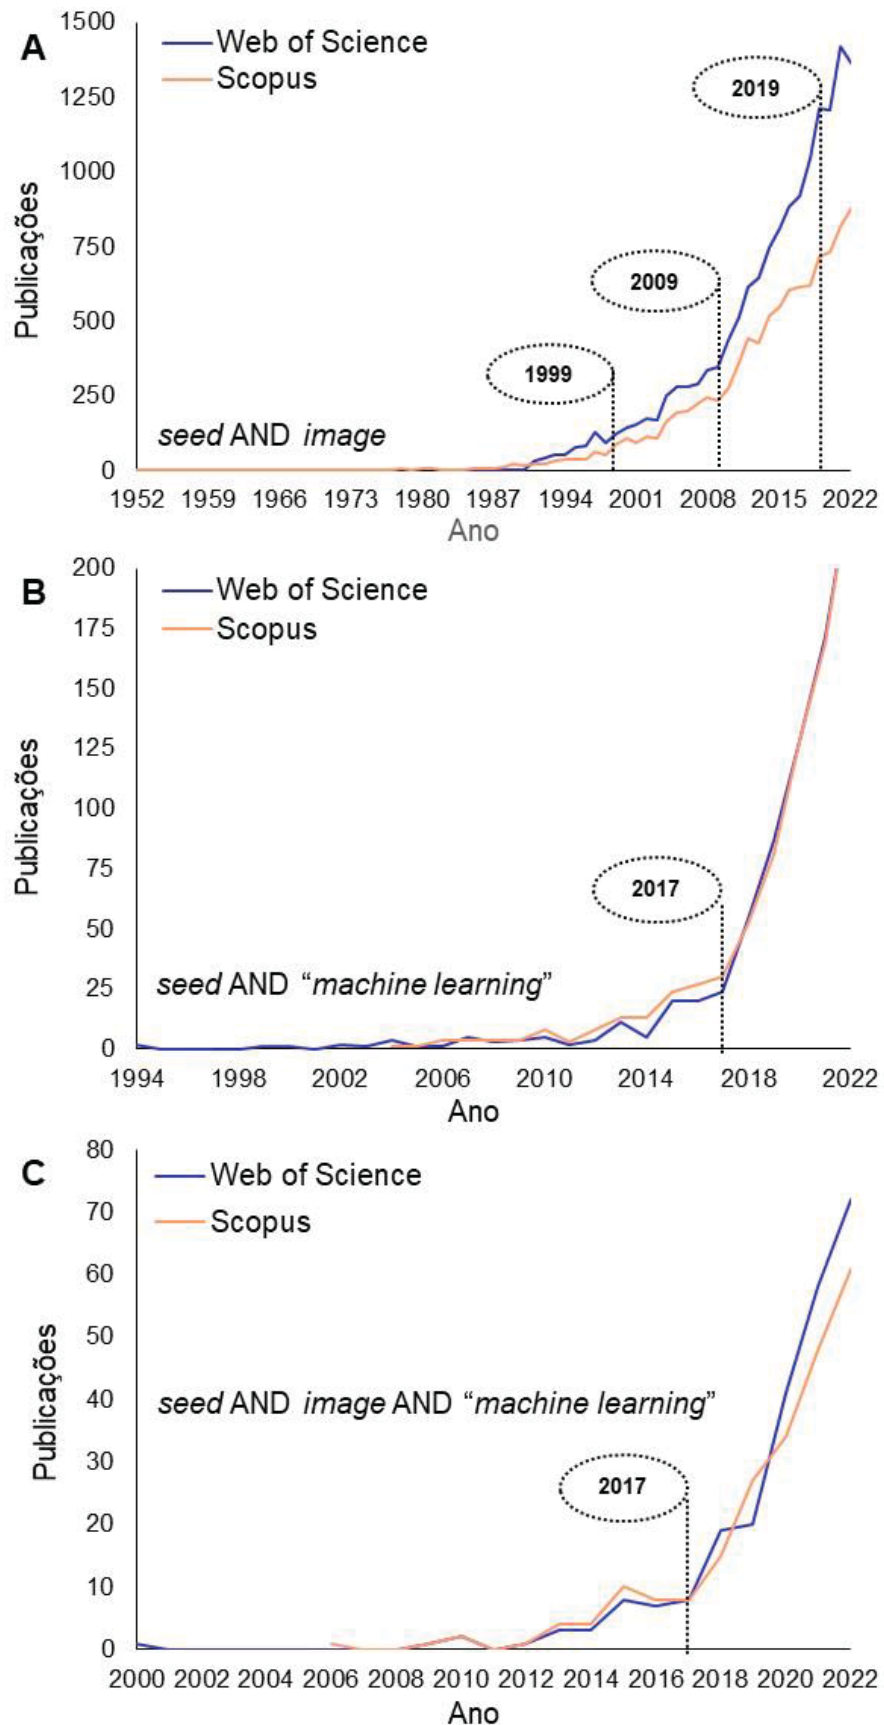 A
Web of Science
Scopus
1500
1250
1000
750
500
250
0
Publicações
2019
2009
1999
seed AND image
1952 1959 1966 1973 1980 1987 1994 2001 2008 2015 2022
Ano
B
Web of Science
Scopus
200
175
150
125
100
75
50
25
0
Publicações
2017
seed AND “machine learning”
1994 1998 2002 2006 2010 2014 2018 2022
Ano
C
Web of Science
Scopus
80
70
60
50
40
30
20
10
0
Publicações
seed AND image AND “machine learning”
2017
2000 2002 2004 2006 2008 2010 2012 2014 2016 2018 2020 2022
Ano